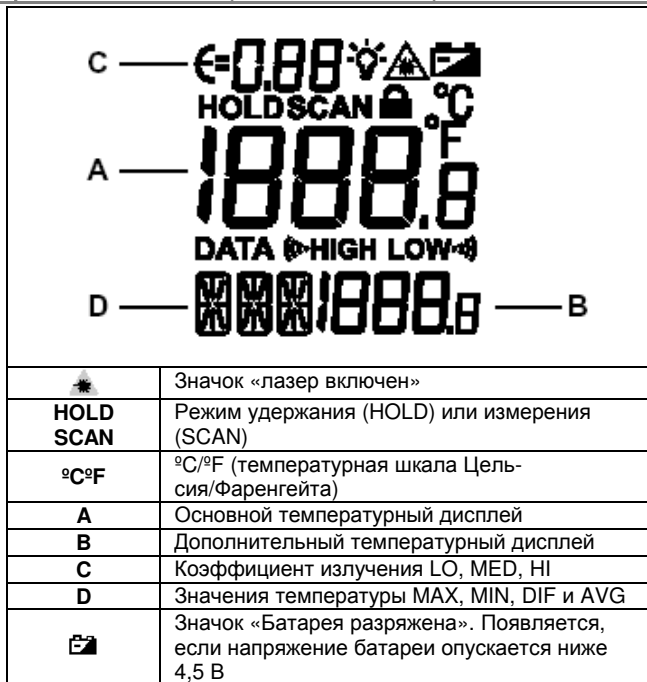 C
€=0.88
HOLD SCAN °C
°F
A
1888.8
DATA HIGH LOW
D
1888.8
B
Значок «лазер включен»
HOLD SCAN
Режим удержания (HOLD) или измерения (SCAN)
ºCºF
ºC/ºF (температурная шкала Цель-
сия/Фаренгейта)
A
Основной температурный дисплей
B
Дополнительный температурный дисплей
C
Коэффициент излучения LO, MED, HI
D
Значения температуры MAX, MIN, DIF и AVG
Значок «Батарея разряжена». Появляется,
если напряжение батареи опускается ниже
4,5 В